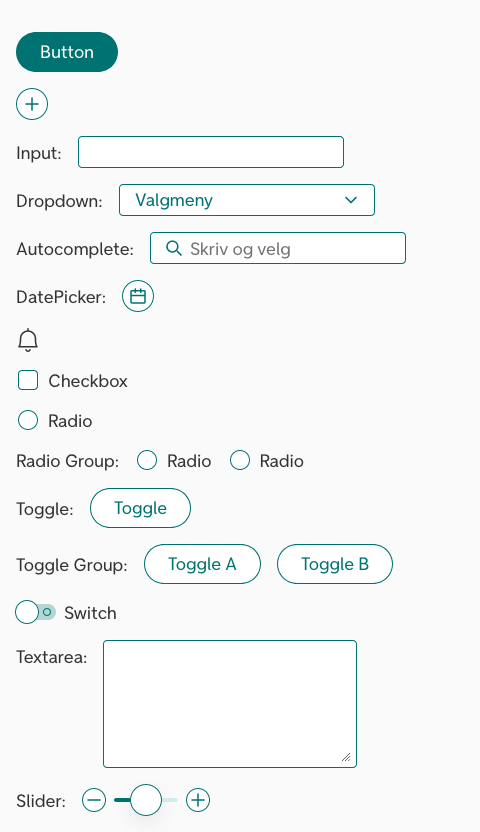 Button
Input:
Dropdown: Valgmeny
Autocomplete: Skriv og velg
DatePicker:
Checkbox
Radio
Radio Group: Radio Radio
Toggle: Toggle
Toggle Group: Toggle A Toggle B
Switch
Textarea:
Slider: